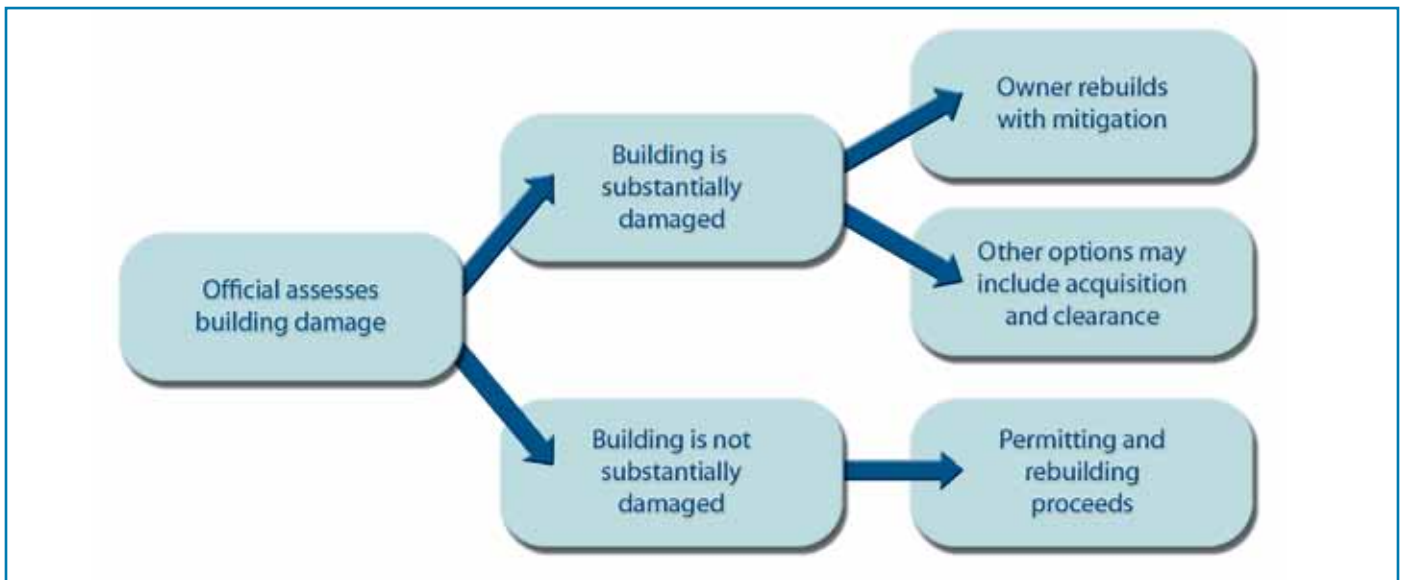 Official assesses
building damage
Building is
substantially
damaged
Owner rebuilds
with mitigation
Other options may
include acquisition
and clearance
Building is not
substantially
damaged
Permitting and
rebuilding
proceeds